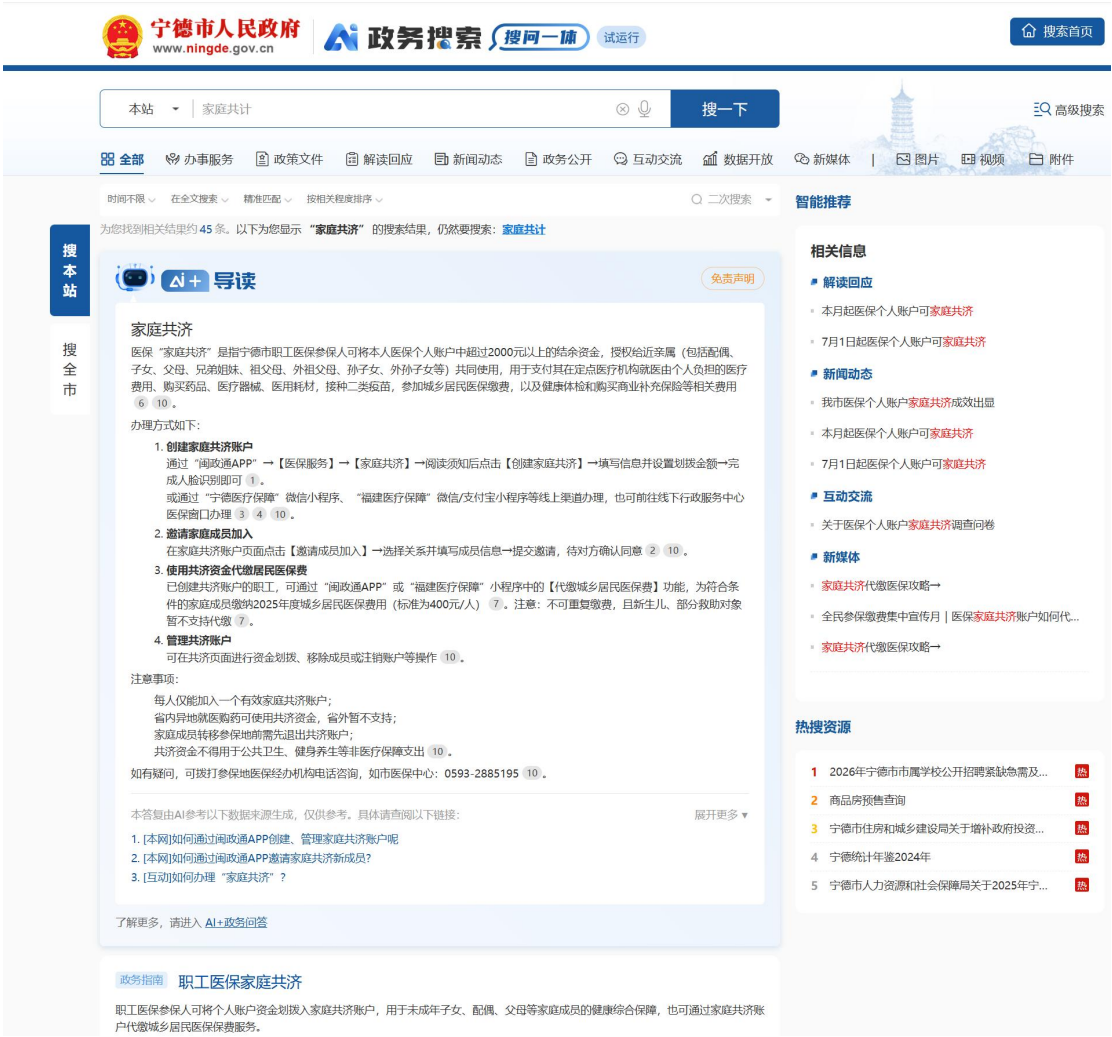 宁德市人民政府
www.ningde.gov.cn
Ai 政务搜索 搜问一体 试运行
搜索首页
本站 家庭共计 搜一下
高级搜索
全部 办事服务 政策文件 解读回应 新闻动态 政务公开 互动交流 数据开放 新媒体 | 图片 视频 附件
时间不限 在全文搜索 精准匹配 按相关程度排序 二次搜索
为您找到相关结果约 45 条。以下为您显示 “家庭共济” 的搜索结果，仍然要搜索：家庭共计
搜本站
搜全市
Ai+ 导读 免责声明
家庭共济
医保“家庭共济”是指宁德市职工医保参保人可将本人医保个人账户中超过2000元以上的结余资金，授权给近亲属（包括配偶、
子女、父母、兄弟姐妹、祖父母、外祖父母、孙子女、外孙子女等）共同使用，用于支付其在定点医疗机构就医由个人负担的医疗
费用、购买药品、医疗器械、医用耗材，接种二类疫苗，参加城乡居民医保缴费，以及健康体检和购买商业补充保险等相关费用
6 10 。
办理方式如下：
1. 创建家庭共济账户
通过“闽政通APP”→【医保服务】→【家庭共济】→阅读须知后点击【创建家庭共济】→填写信息并设置划拨金额→完
成人脸识别即可 1 。
或通过“宁德医疗保障”微信小程序、“福建医疗保障”微信/支付宝小程序等线上渠道办理，也可前往线下行政服务中心
医保窗口办理 3 4 10 。
2. 邀请家庭成员加入
在家庭共济账户页面点击【邀请成员加入】→选择关系并填写成员信息→提交邀请，待对方确认同意 2 10 。
3. 使用共济资金代缴居民医保费
已创建共济账户的职工，可通过“闽政通APP”或“福建医疗保障”小程序中的【代缴城乡居民医保费】功能，为符合条
件的家庭成员缴纳2025年度城乡居民医保费用（标准为400元/人） 7 。注意：不可重复缴费，且新生儿、部分救助对象
暂不支持代缴 7 。
4. 管理共济账户
可在共济页面进行资金划拨、移除成员或注销账户等操作 10 。
注意事项：
每人仅能加入一个有效家庭共济账户；
省内异地就医购药可使用共济资金，省外暂不支持；
家庭成员转移参保地前需先退出共济账户；
共济资金不得用于公共卫生、健身养生等非医疗保障支出 10 。
如有疑问，可拨打参保地医保经办机构电话咨询，如市医保中心：0593-2885195 10 。
本答复由AI参考以下数据来源生成，仅供参考。具体请查阅以下链接： 展开更多▼
1. [本网]如何通过闽政通APP创建、管理家庭共济账户呢
2. [本网]如何通过闽政通APP邀请家庭共济新成员?
3. [互动]如何办理“家庭共济”?
了解更多，请进入 AI+政务问答
政务指南 职工医保家庭共济
职工医保参保人可将个人账户资金划拨入家庭共济账户，用于未成年子女、配偶、父母等家庭成员的健康综合保障，也可通过家庭共济账
户代缴城乡居民医保保费服务。
智能推荐
相关信息
解读回应
本月起医保个人账户可家庭共济
7月1日起医保个人账户可家庭共济
新闻动态
我市医保个人账户家庭共济成效出显
本月起医保个人账户可家庭共济
7月1日起医保个人账户可家庭共济
互动交流
关于医保个人账户家庭共济调查问卷
新媒体
家庭共济代缴医保攻略→
全民参保缴费集中宣传月 | 医保家庭共济账户如何代...
家庭共济代缴医保攻略→
热搜资源
1 2026年宁德市市属学校公开招聘紧缺急需及... 热
2 商品房预售查询 热
3 宁德市住房和城乡建设局关于增补政府投资... 热
4 宁德统计年鉴2024年 热
5 宁德市人力资源和社会保障局关于2025年宁... 热